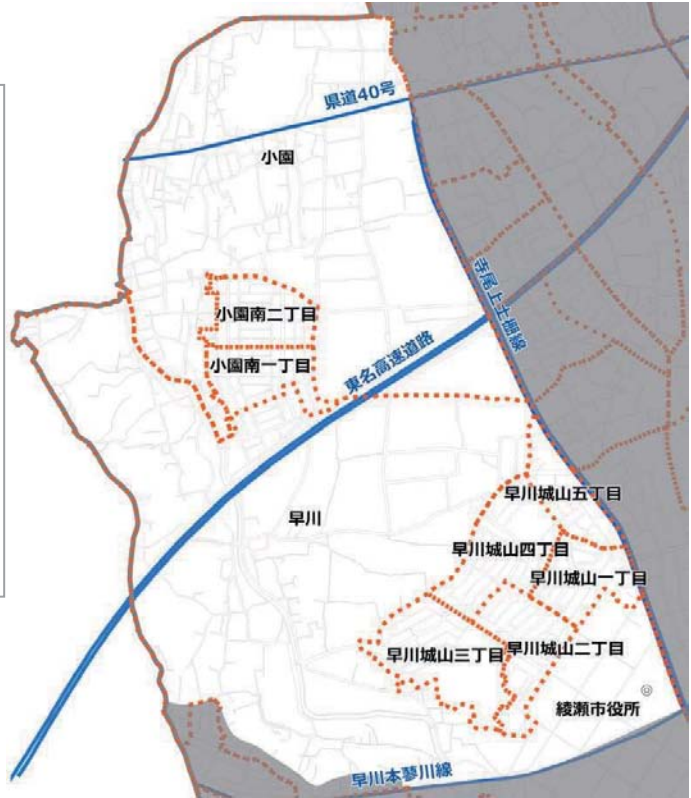 県道40号
小園
寺尾上土棚線
小園南二丁目
小園南一丁目
東名高速道路
早川城山五丁目
早川
早川城山四丁目
早川城山一丁目
早川城山二丁目
早川城山三丁目
綾瀬市役所
早川本蓼川線